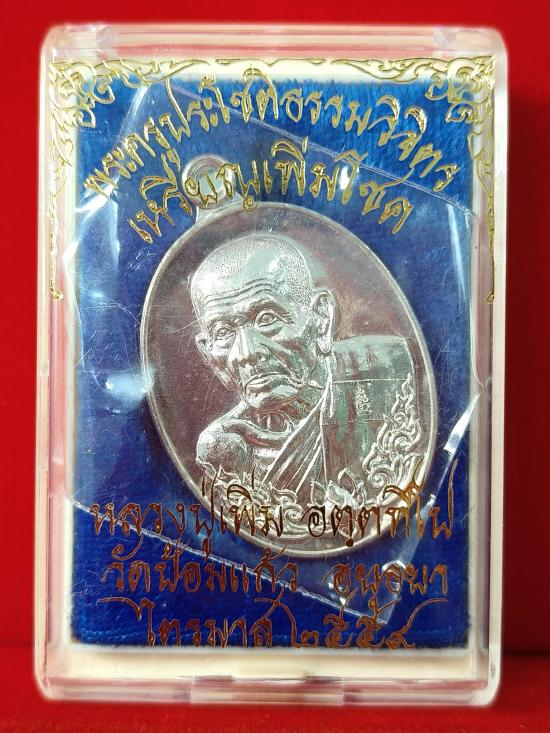 พระครูประโชติธรรมวิจิตร
เหรียญเพิ่มโชค
หลวงปู่เพิ่ม อตฺตทีโป
วัดป้อมแก้ว อยุธยา
ไตรมาส ๒๕๕๙